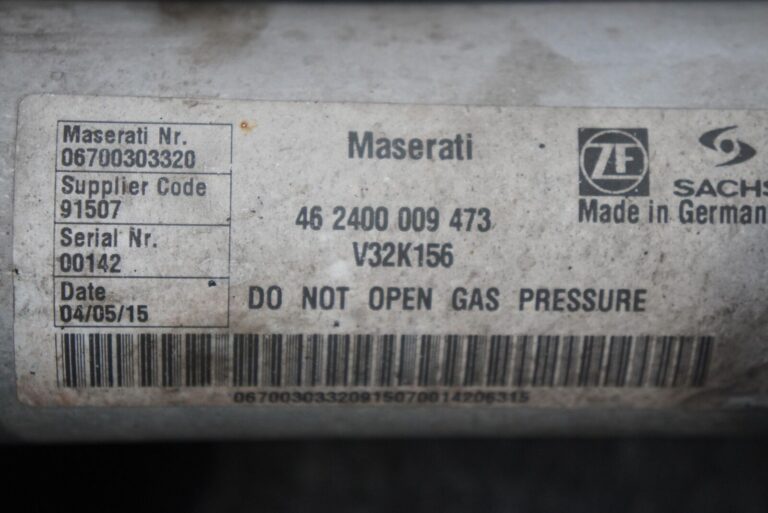 Maserati Nr.
06700303320
Supplier Code
91507
Serial Nr.
00142
Date
04/05/15
Maserati
46 2400 009 473
V32K156
DO NOT OPEN GAS PRESSURE
ZF
SACHS
Made in German
06700303320915070014206315